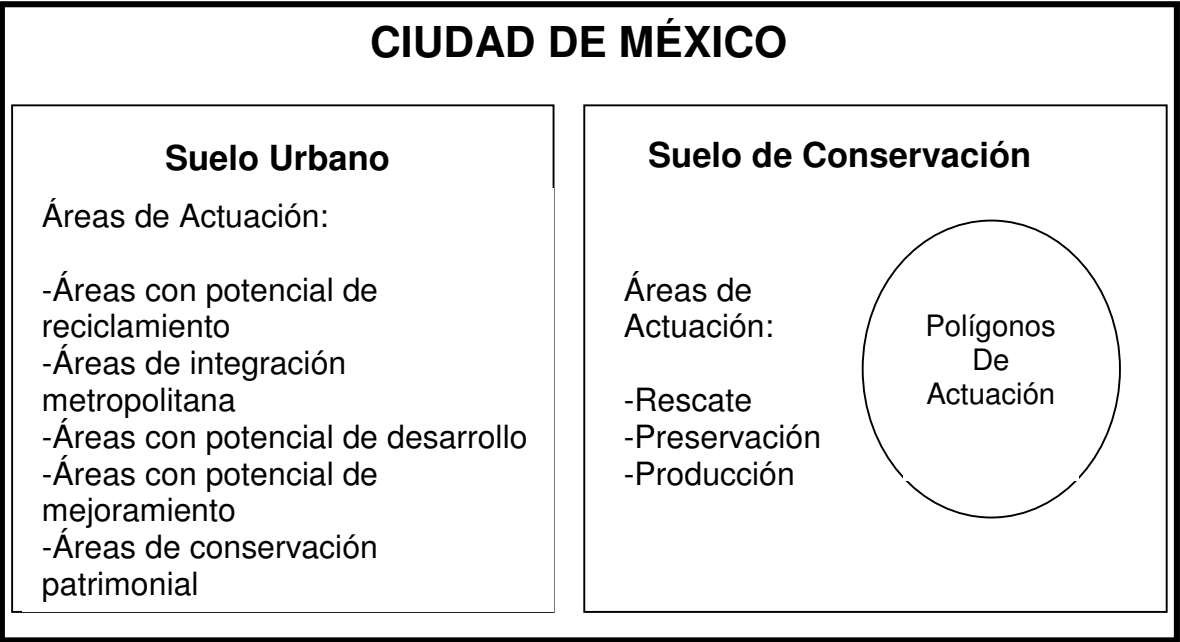 CIUDAD DE MÉXICO
Suelo Urbano
Áreas de Actuación:
-Áreas con potencial de
reciclamiento
-Áreas de integración
metropolitana
-Áreas con potencial de desarrollo
-Áreas con potencial de
mejoramiento
-Áreas de conservación
patrimonial
Suelo de Conservación
Áreas de
Actuación:
-Rescate
-Preservación
-Producción
Polígonos
De
Actuación